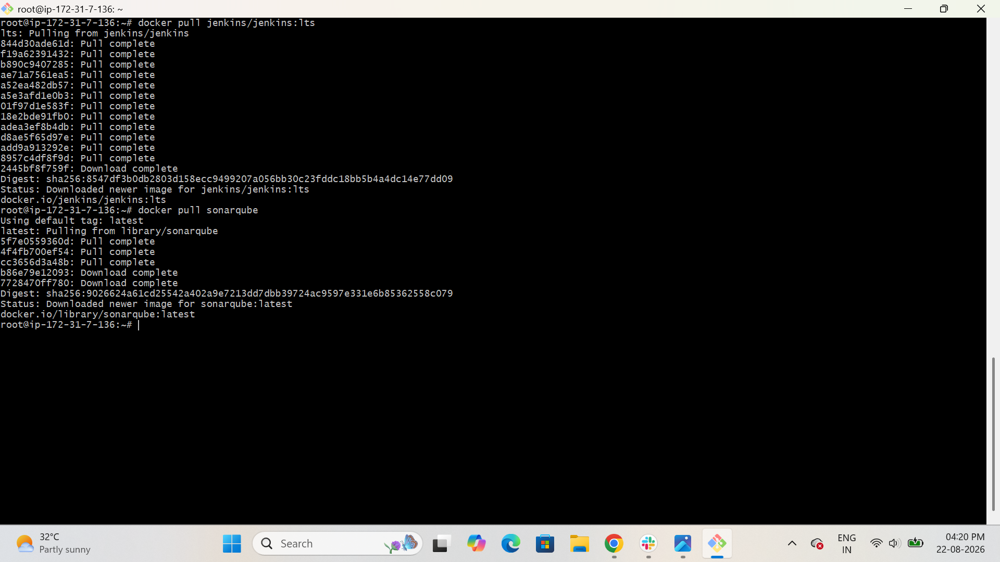 root@ip-172-31-7-136: ~
root@ip-172-31-7-136:~# docker pull jenkins/jenkins:lts
lts: Pulling from jenkins/jenkins
844d30ade61d: Pull complete
f19a62391432: Pull complete
b890c9407285: Pull complete
ae71a7561ea5: Pull complete
a52ea482db57: Pull complete
a5e3afd1e0b3: Pull complete
01f97d1e583f: Pull complete
18e2bde91fb0: Pull complete
adea3ef8b4db: Pull complete
d8ae5f65d97e: Pull complete
add9a913292e: Pull complete
8957c4df8f9d: Pull complete
2445bf8f759f: Download complete
Digest: sha256:8547df3b0db2803d158ecc9499207a056bb30c23fddc18bb5b4a4dc14e77dd09
Status: Downloaded newer image for jenkins/jenkins:lts
docker.io/jenkins/jenkins:lts
root@ip-172-31-7-136:~# docker pull sonarqube
Using default tag: latest
latest: Pulling from library/sonarqube
5f7e0559360d: Pull complete
4f4fb700ef54: Pull complete
cc3656d3a48b: Pull complete
b86e79e12093: Download complete
7728470ff780: Download complete
Digest: sha256:9026624a61cd25542a402a9e7213dd7dbb39724ac9597e331e6b85362558c079
Status: Downloaded newer image for sonarqube:latest
docker.io/library/sonarqube:latest
root@ip-172-31-7-136:~#
32°C
Partly sunny
Search
ENG
IN
04:20 PM
22-08-2026